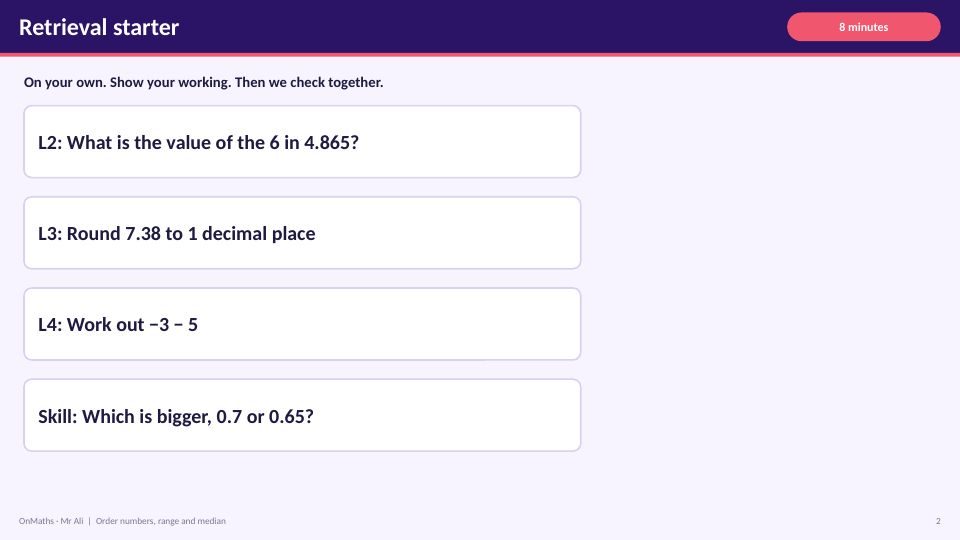 Retrieval starter
8 minutes
On your own. Show your working. Then we check together.
L2: What is the value of the 6 in 4.865?
L3: Round 7.38 to 1 decimal place
L4: Work out −3 − 5
Skill: Which is bigger, 0.7 or 0.65?
OnMaths - Mr Ali | Order numbers, range and median
2